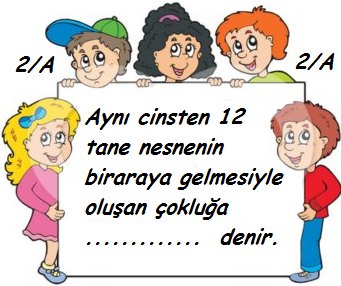 2/A
2/A
Aynı cinsten 12
tane nesnenin
biraraya gelmesiyle
oluşan çokluğa
............. denir.